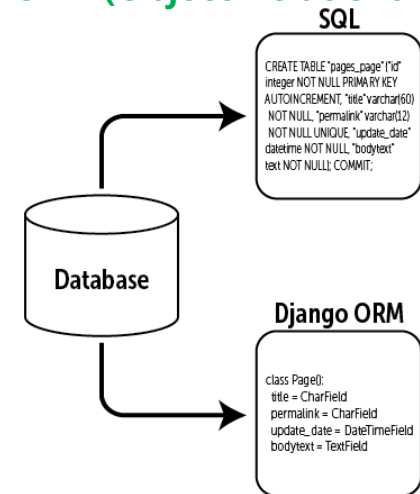 SQL
CREATE TABLE "pages_page" ("id"
integer NOT NULL PRIMARY KEY
AUTOINCREMENT, "title" varchar(60)
NOT NULL, "permalink" varchar(12)
NOT NULL UNIQUE, "update_date"
datetime NOT NULL, "bodytext"
text NOT NULL); COMMIT;
Database
Django ORM
class Page():
title = CharField
permalink = CharField
update_date = DateTimeField
bodytext = TextField